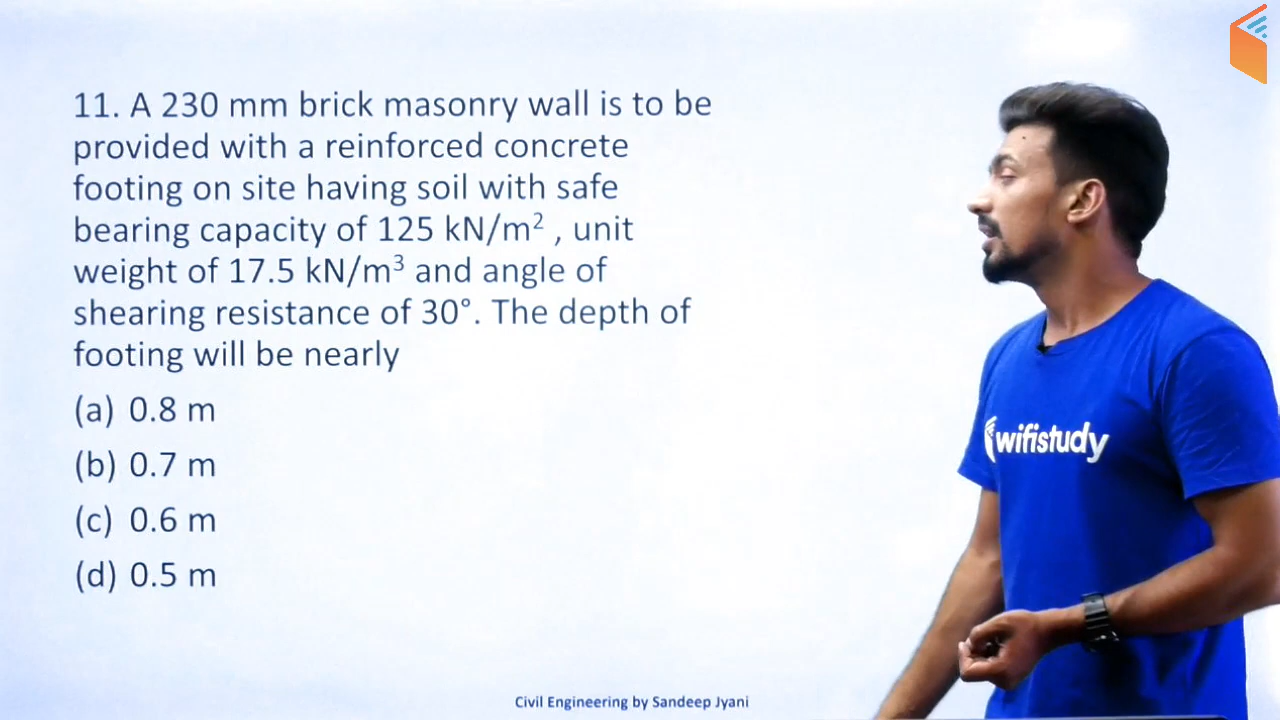 11. A 230 mm brick masonry wall is to be
provided with a reinforced concrete
footing on site having soil with safe
bearing capacity of 125 kN/m² , unit
weight of 17.5 kN/m³ and angle of
shearing resistance of 30°. The depth of
footing will be nearly
(a) 0.8 m
(b) 0.7 m
(c) 0.6 m
(d) 0.5 m
wifistudy
Civil Engineering by Sandeep Jyani